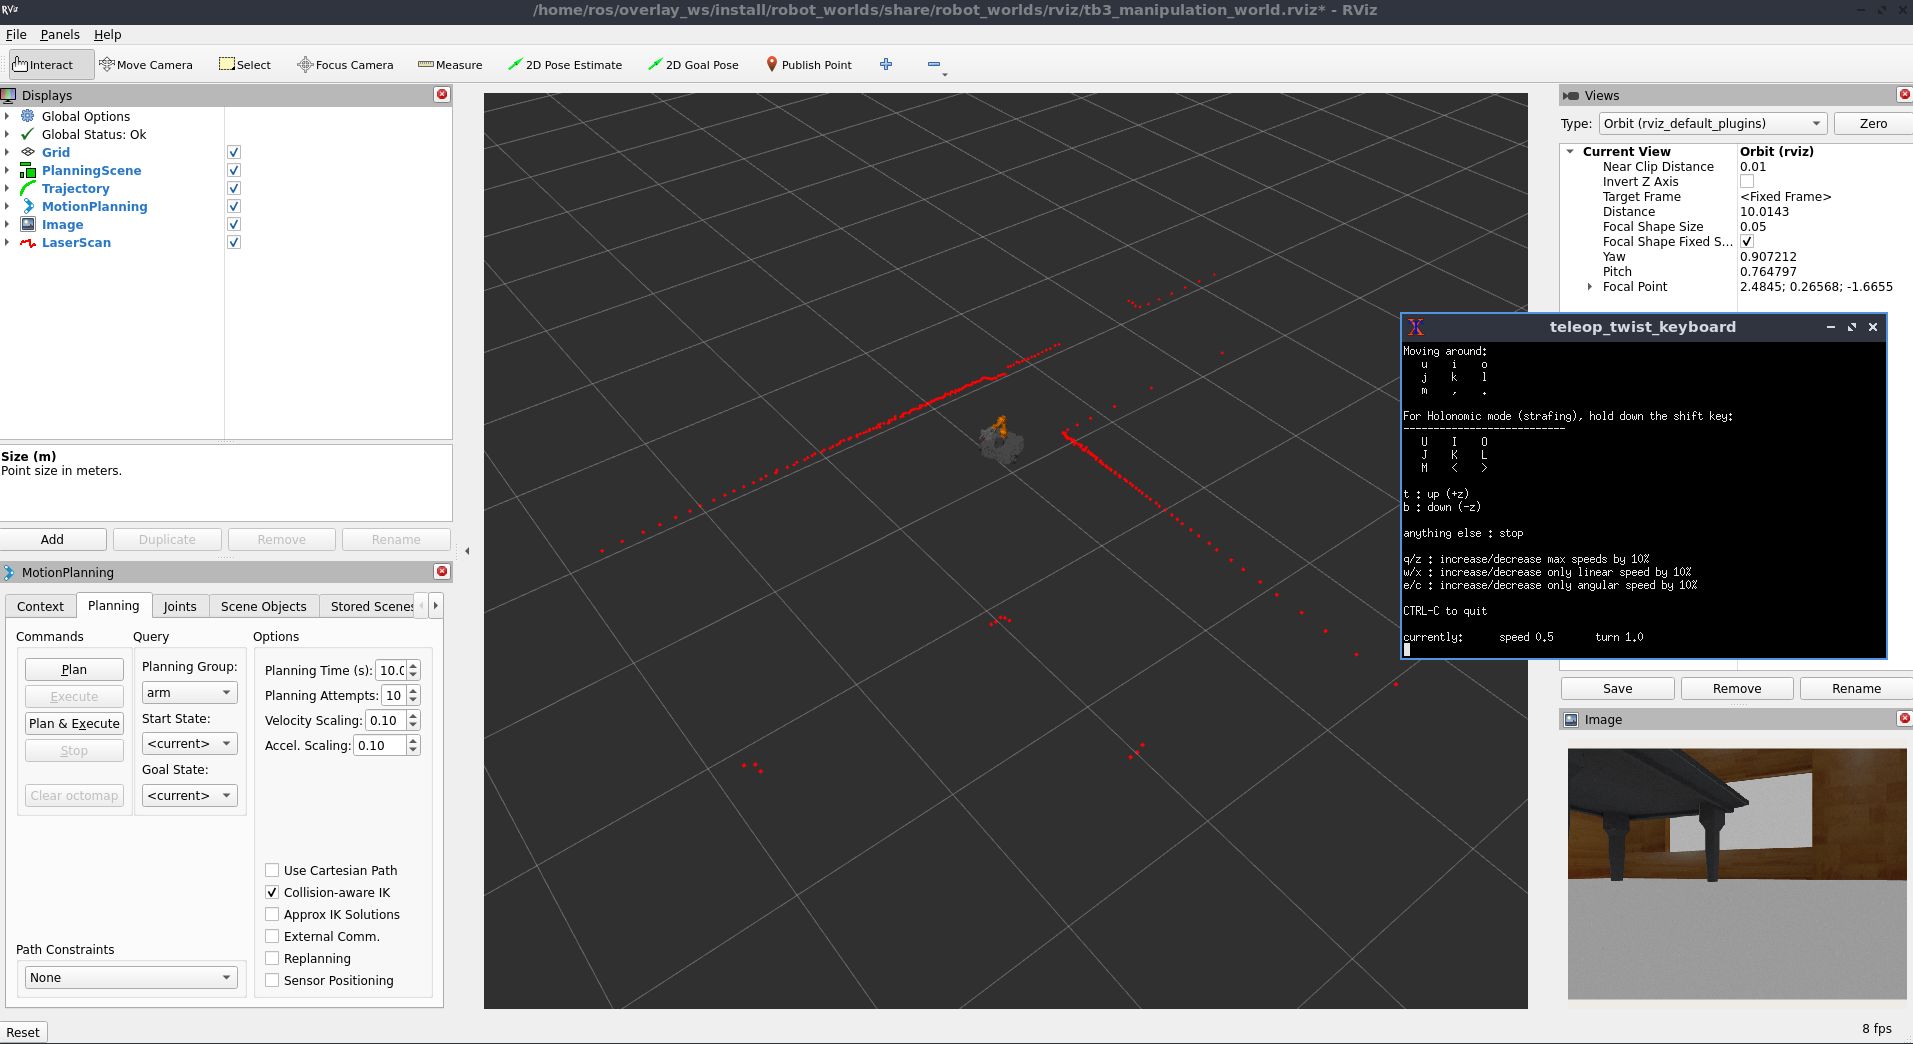 RViz
/home/ros/overlay_ws/install/robot_worlds/share/robot_worlds/rviz/tb3_manipulation_world.rviz* - RViz
File Panels Help
Interact Move Camera Select Focus Camera Measure 2D Pose Estimate 2D Goal Pose Publish Point
Displays
Global Options
Global Status: Ok
Grid
PlanningScene
Trajectory
MotionPlanning
Image
LaserScan
Size (m)
Point size in meters.
Add Duplicate Remove Rename
MotionPlanning
Context Planning Joints Scene Objects Stored Scenes
Commands Query Options
Plan
Execute
Plan & Execute
Stop
Clear octomap
Planning Group:
arm
Start State:
<current>
Goal State:
<current>
Planning Time (s): 10.0
Planning Attempts: 10
Velocity Scaling: 0.10
Accel. Scaling: 0.10
Use Cartesian Path
Collision-aware IK
Approx IK Solutions
External Comm.
Replanning
Sensor Positioning
Path Constraints
None
Reset
Views
Type: Orbit (rviz_default_plugins) Zero
Current View Orbit (rviz)
Near Clip Distance 0.01
Invert Z Axis
Target Frame <Fixed Frame>
Distance 10.0143
Focal Shape Size 0.05
Focal Shape Fixed S...
Yaw 0.907212
Pitch 0.764797
Focal Point 2.4845; 0.26568; -1.6655
teleop_twist_keyboard
Moving around:
u i o
j k l
m , .
For Holonomic mode (strafing), hold down the shift key:
---------------------------
U I O
J K L
M < >
t : up (+z)
b : down (-z)
anything else : stop
q/z : increase/decrease max speeds by 10%
w/x : increase/decrease only linear speed by 10%
e/c : increase/decrease only angular speed by 10%
CTRL-C to quit
currently: speed 0.5 turn 1.0
Save Remove Rename
Image
8 fps